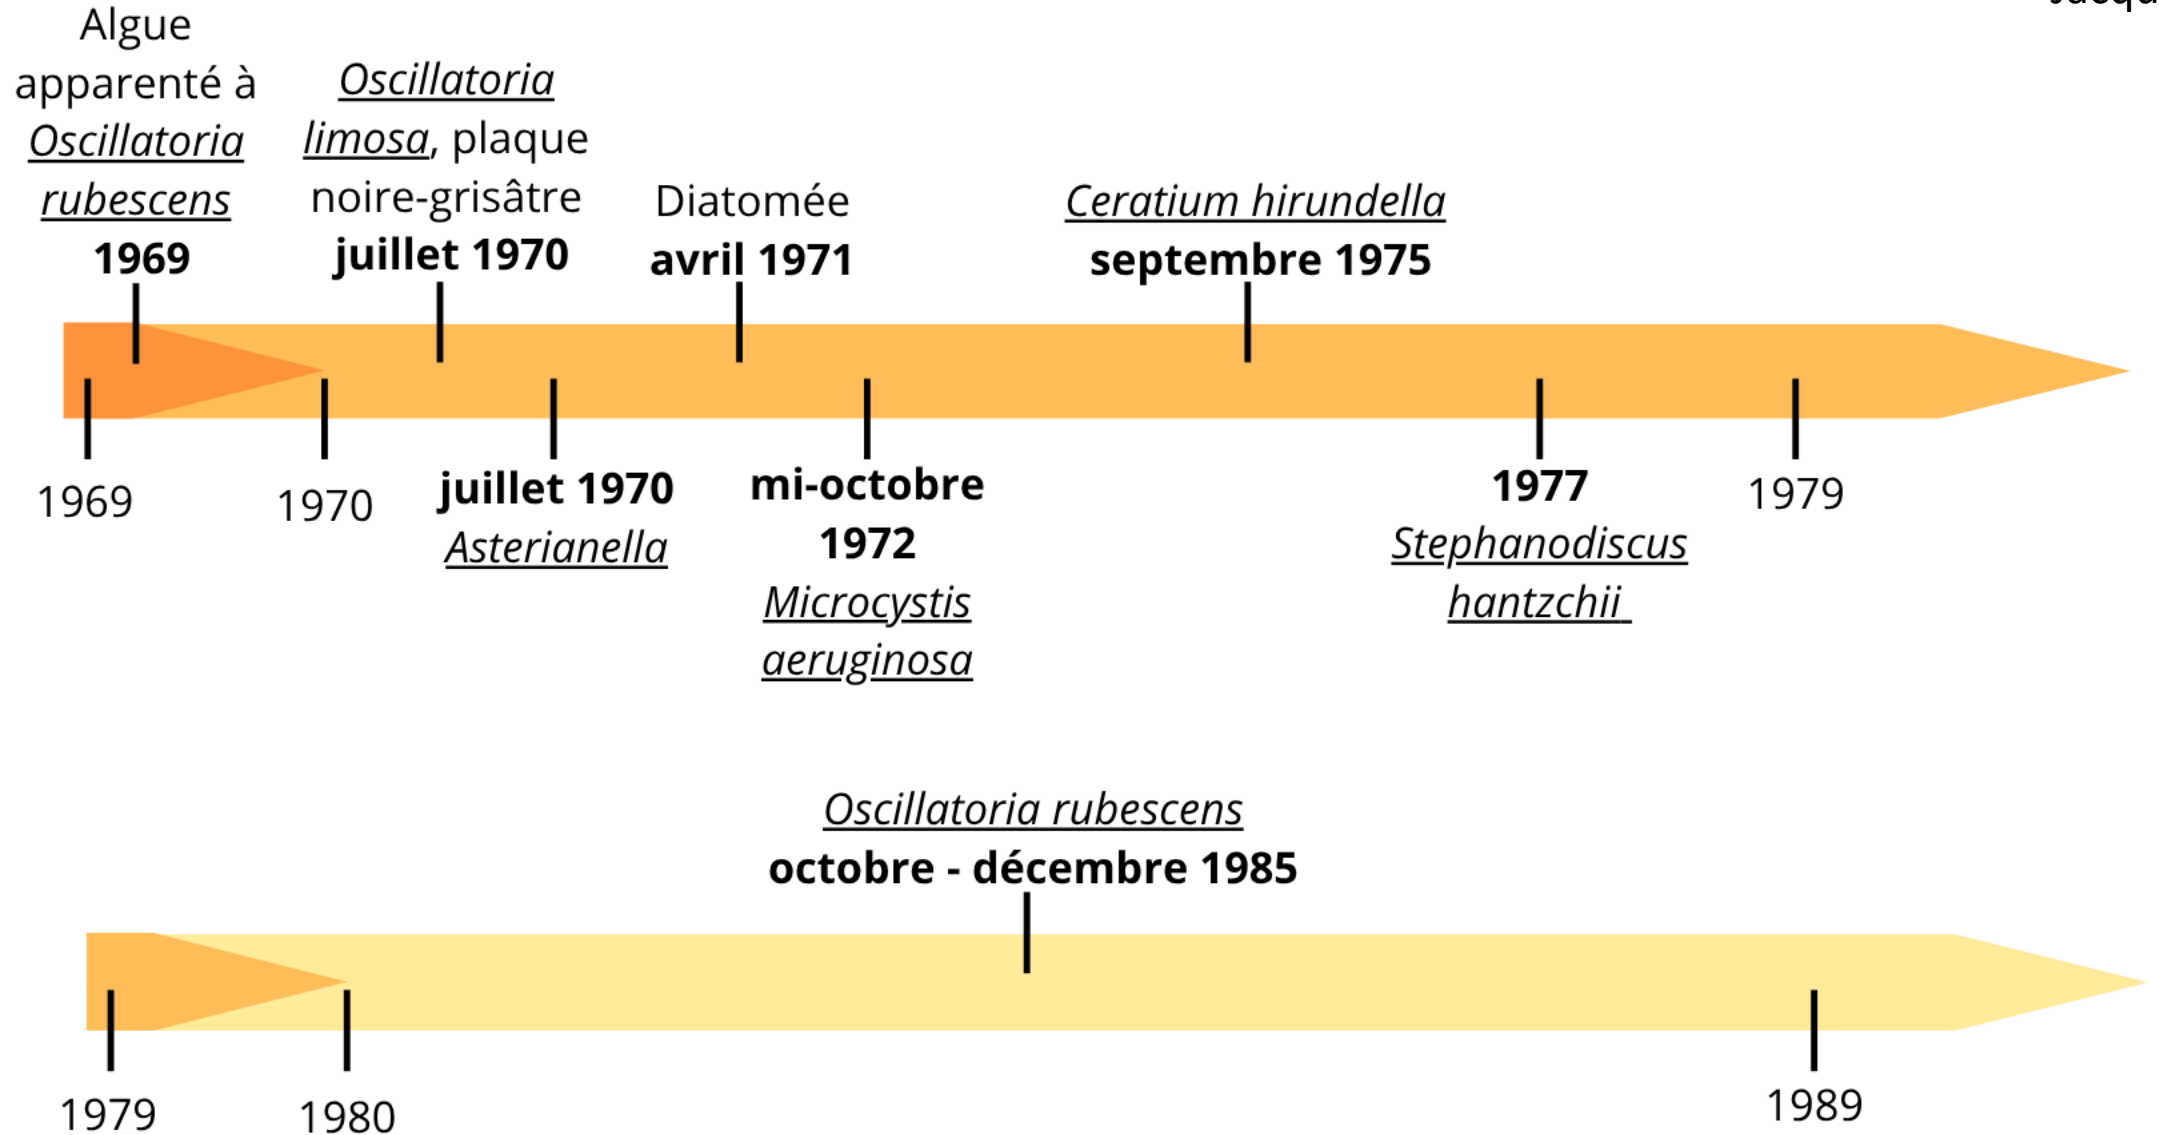 Algue
apparenté à
Oscillatoria
rubescens
1969
Oscillatoria
limosa, plaque
noire-grisâtre
juillet 1970
Diatomée
avril 1971
Ceratium hirundella
septembre 1975
1969
1970
juillet 1970
Asterianella
mi-octobre
1972
Microcystis
aeruginosa
1977
Stephanodiscus
hantzchii
1979
Oscillatoria rubescens
octobre - décembre 1985
1979
1980
1989